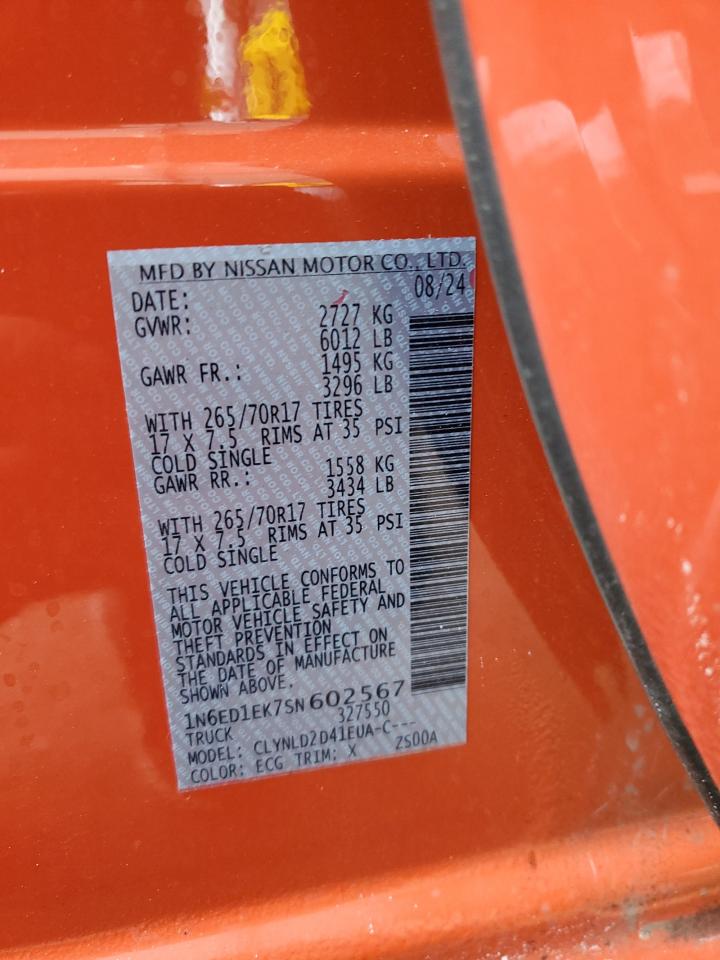 MFD BY NISSAN MOTOR CO., LTD.
DATE: 08/24
GVWR: 2727 KG
6012 LB
GAWR FR.: 1495 KG
3296 LB
WITH 265/70R17 TIRES
17 X 7.5 RIMS AT 35 PSI
COLD SINGLE
GAWR RR.: 1558 KG
3434 LB
WITH 265/70R17 TIRES
17 X 7.5 RIMS AT 35 PSI
COLD SINGLE
THIS VEHICLE CONFORMS TO
ALL APPLICABLE FEDERAL
MOTOR VEHICLE SAFETY AND
THEFT PREVENTION
STANDARDS IN EFFECT ON
THE DATE OF MANUFACTURE
SHOWN ABOVE.
1N6ED1EK7SN602567
TRUCK 327550
MODEL: CLYNLD2D41EUA-C---
COLOR: ECG TRIM: X ZS00A